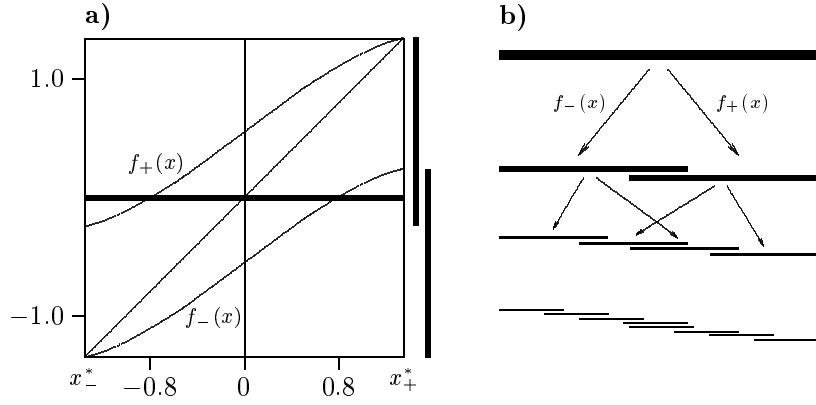 a)
1.0
f₊(x)
f₋(x)
−1.0
x₋* −0.8 0 0.8 x₊*
b)
f₋(x) f₊(x)